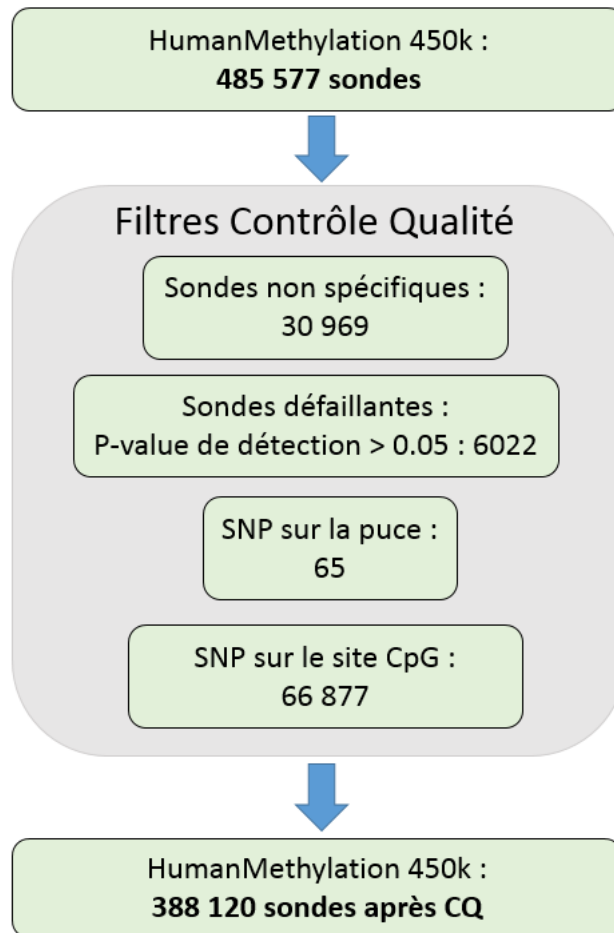 HumanMethylation 450k :
485 577 sondes
Filtres Contrôle Qualité
Sondes non spécifiques :
30 969
Sondes défaillantes :
P-value de détection > 0.05 : 6022
SNP sur la puce :
65
SNP sur le site CpG :
66 877
HumanMethylation 450k :
388 120 sondes après CQ